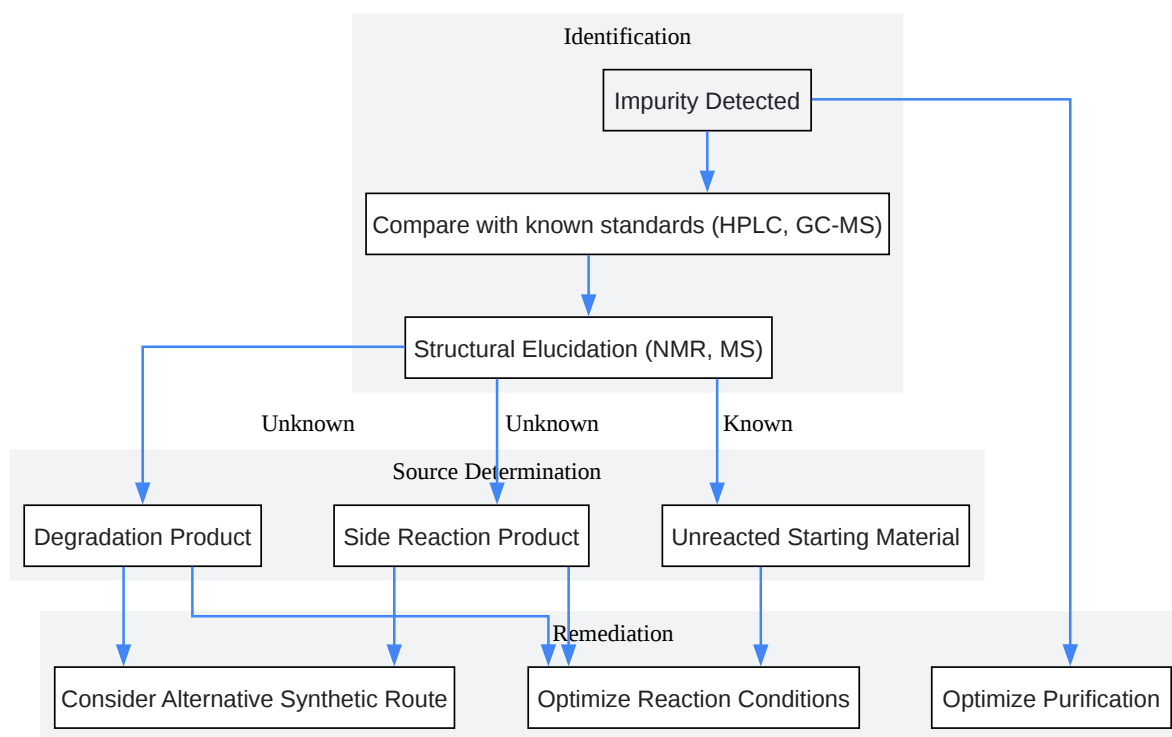 Identification
Impurity Detected
Compare with known standards (HPLC, GC-MS)
Structural Elucidation (NMR, MS)
Unknown
Unknown
Known
Source Determination
Degradation Product
Side Reaction Product
Unreacted Starting Material
Remediation
Consider Alternative Synthetic Route
Optimize Reaction Conditions
Optimize Purification